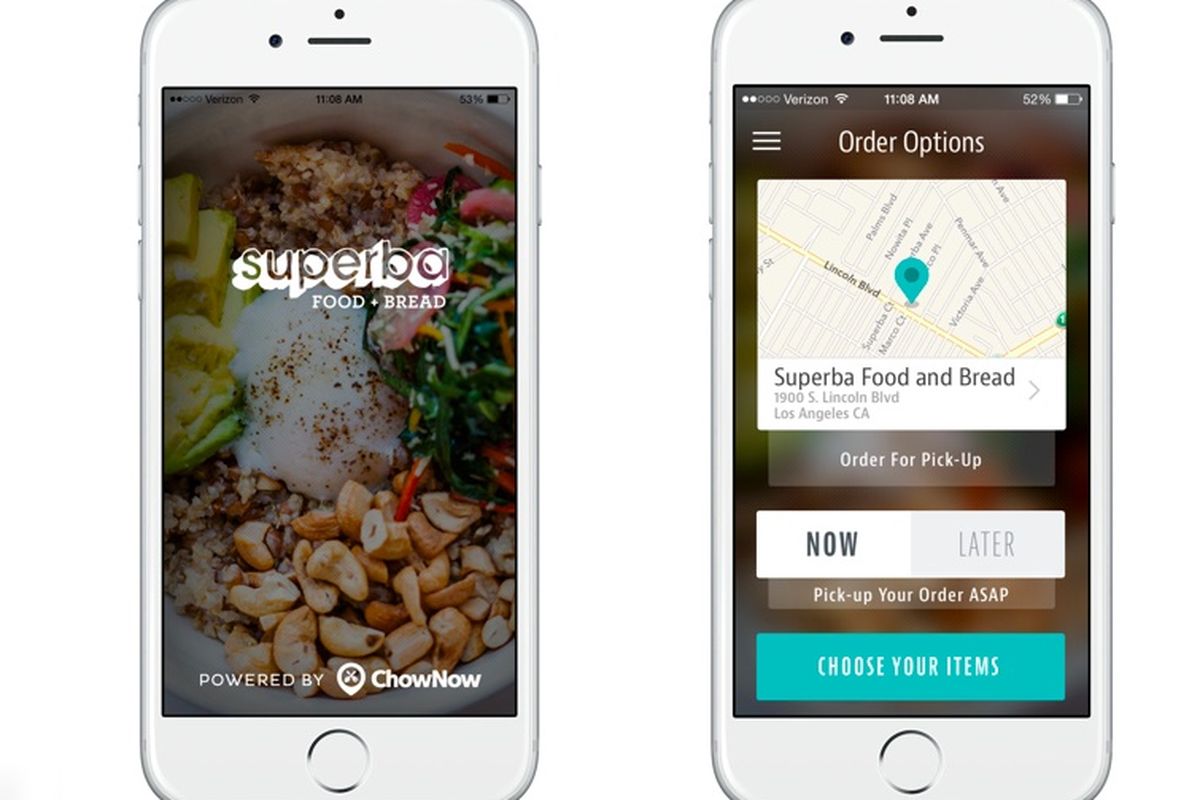 Verizon 11:08 AM 53%
superba
FOOD + BREAD
POWERED BY ChowNow
Verizon 11:08 AM 52%
Order Options
Palms Blvd
Nowita Pl
Penmar Ave
Lincoln Blvd
Victoria Ave
Superba Ct
Marco Ct
Superba Food and Bread
1900 S. Lincoln Blvd
Los Angeles CA
Order For Pick-Up
NOW LATER
Pick-up Your Order ASAP
CHOOSE YOUR ITEMS